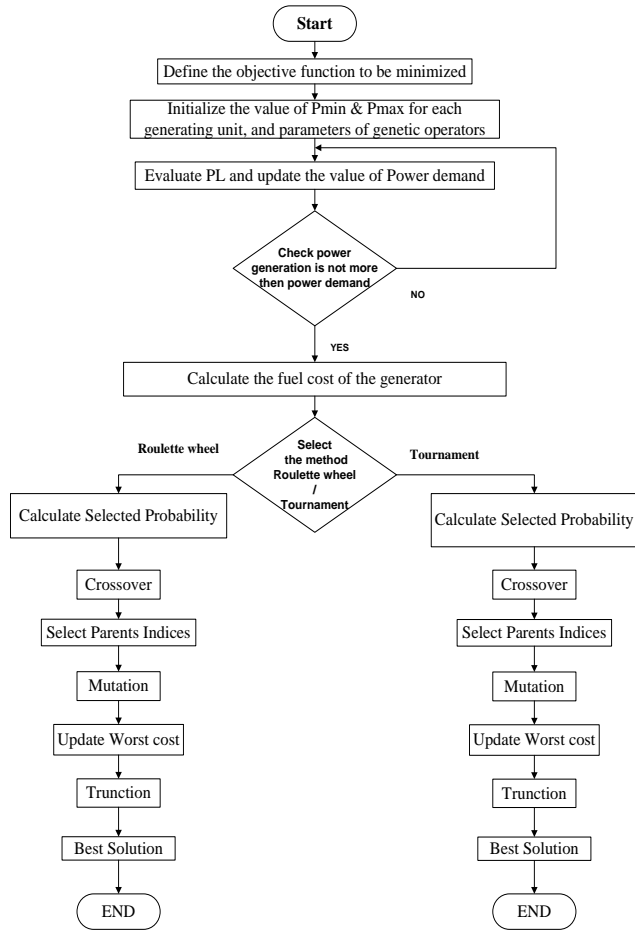 Start
Define the objective function to be minimized
Initialize the value of Pmin & Pmax for each
generating unit, and parameters of genetic operators
Evaluate PL and update the value of Power demand
Check power
generation is not more
then power demand
NO
YES
Calculate the fuel cost of the generator
Roulette wheel
Select
the method
Roulette wheel
/
Tournament
Tournament
Calculate Selected Probability
Crossover
Select Parents Indices
Mutation
Update Worst cost
Trunction
Best Solution
END
Calculate Selected Probability
Crossover
Select Parents Indices
Mutation
Update Worst cost
Trunction
Best Solution
END